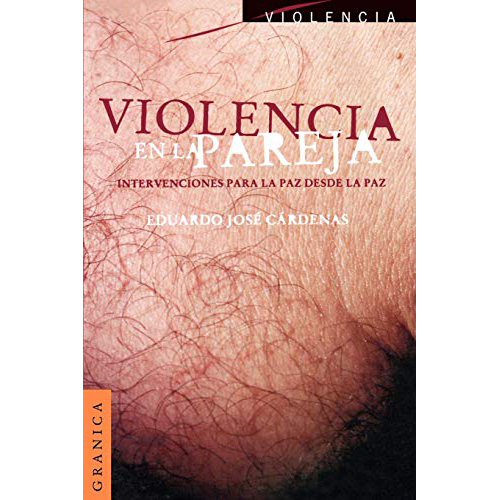 VIOLENCIA
VIOLENCIA
EN LA PAREJA
INTERVENCIONES PARA LA PAZ DESDE LA PAZ
EDUARDO JOSÉ CÁRDENAS
GRANICA